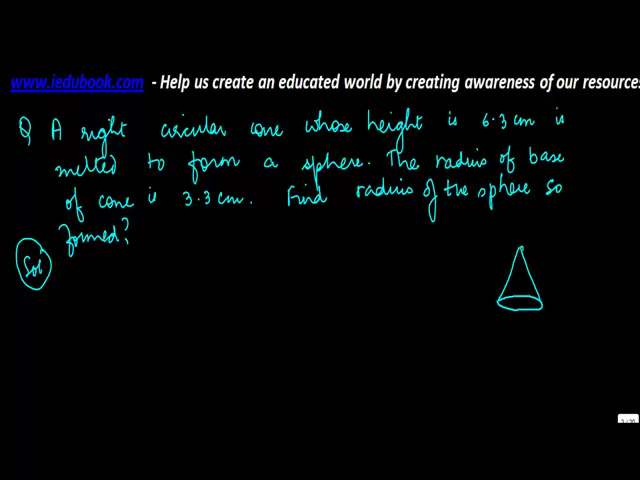 www.iedubook.com - Help us create an educated world by creating awareness of our resources
Q A right circular cone whose height is 6.3 cm is
melted to form a sphere. The radius of base
of cone is 3.3 cm. Find radius of the sphere so
formed?
Sol